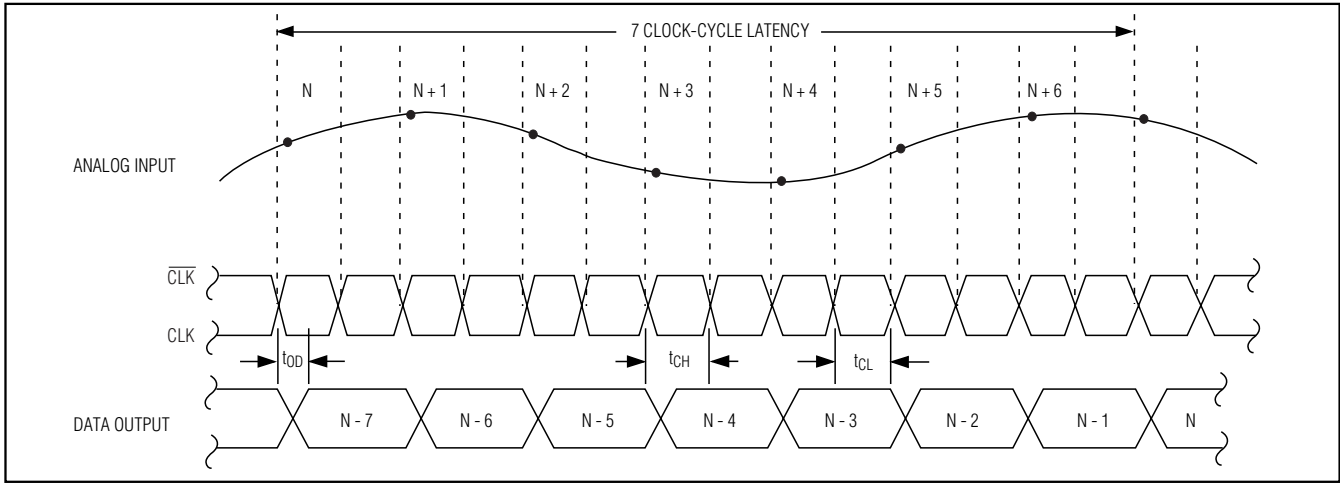 7 CLOCK-CYCLE LATENCY
N N + 1 N + 2 N + 3 N + 4 N + 5 N + 6
ANALOG INPUT
C̅L̅K̅
CLK
tOD tCH tCL
DATA OUTPUT N - 7 N - 6 N - 5 N - 4 N - 3 N - 2 N - 1 N